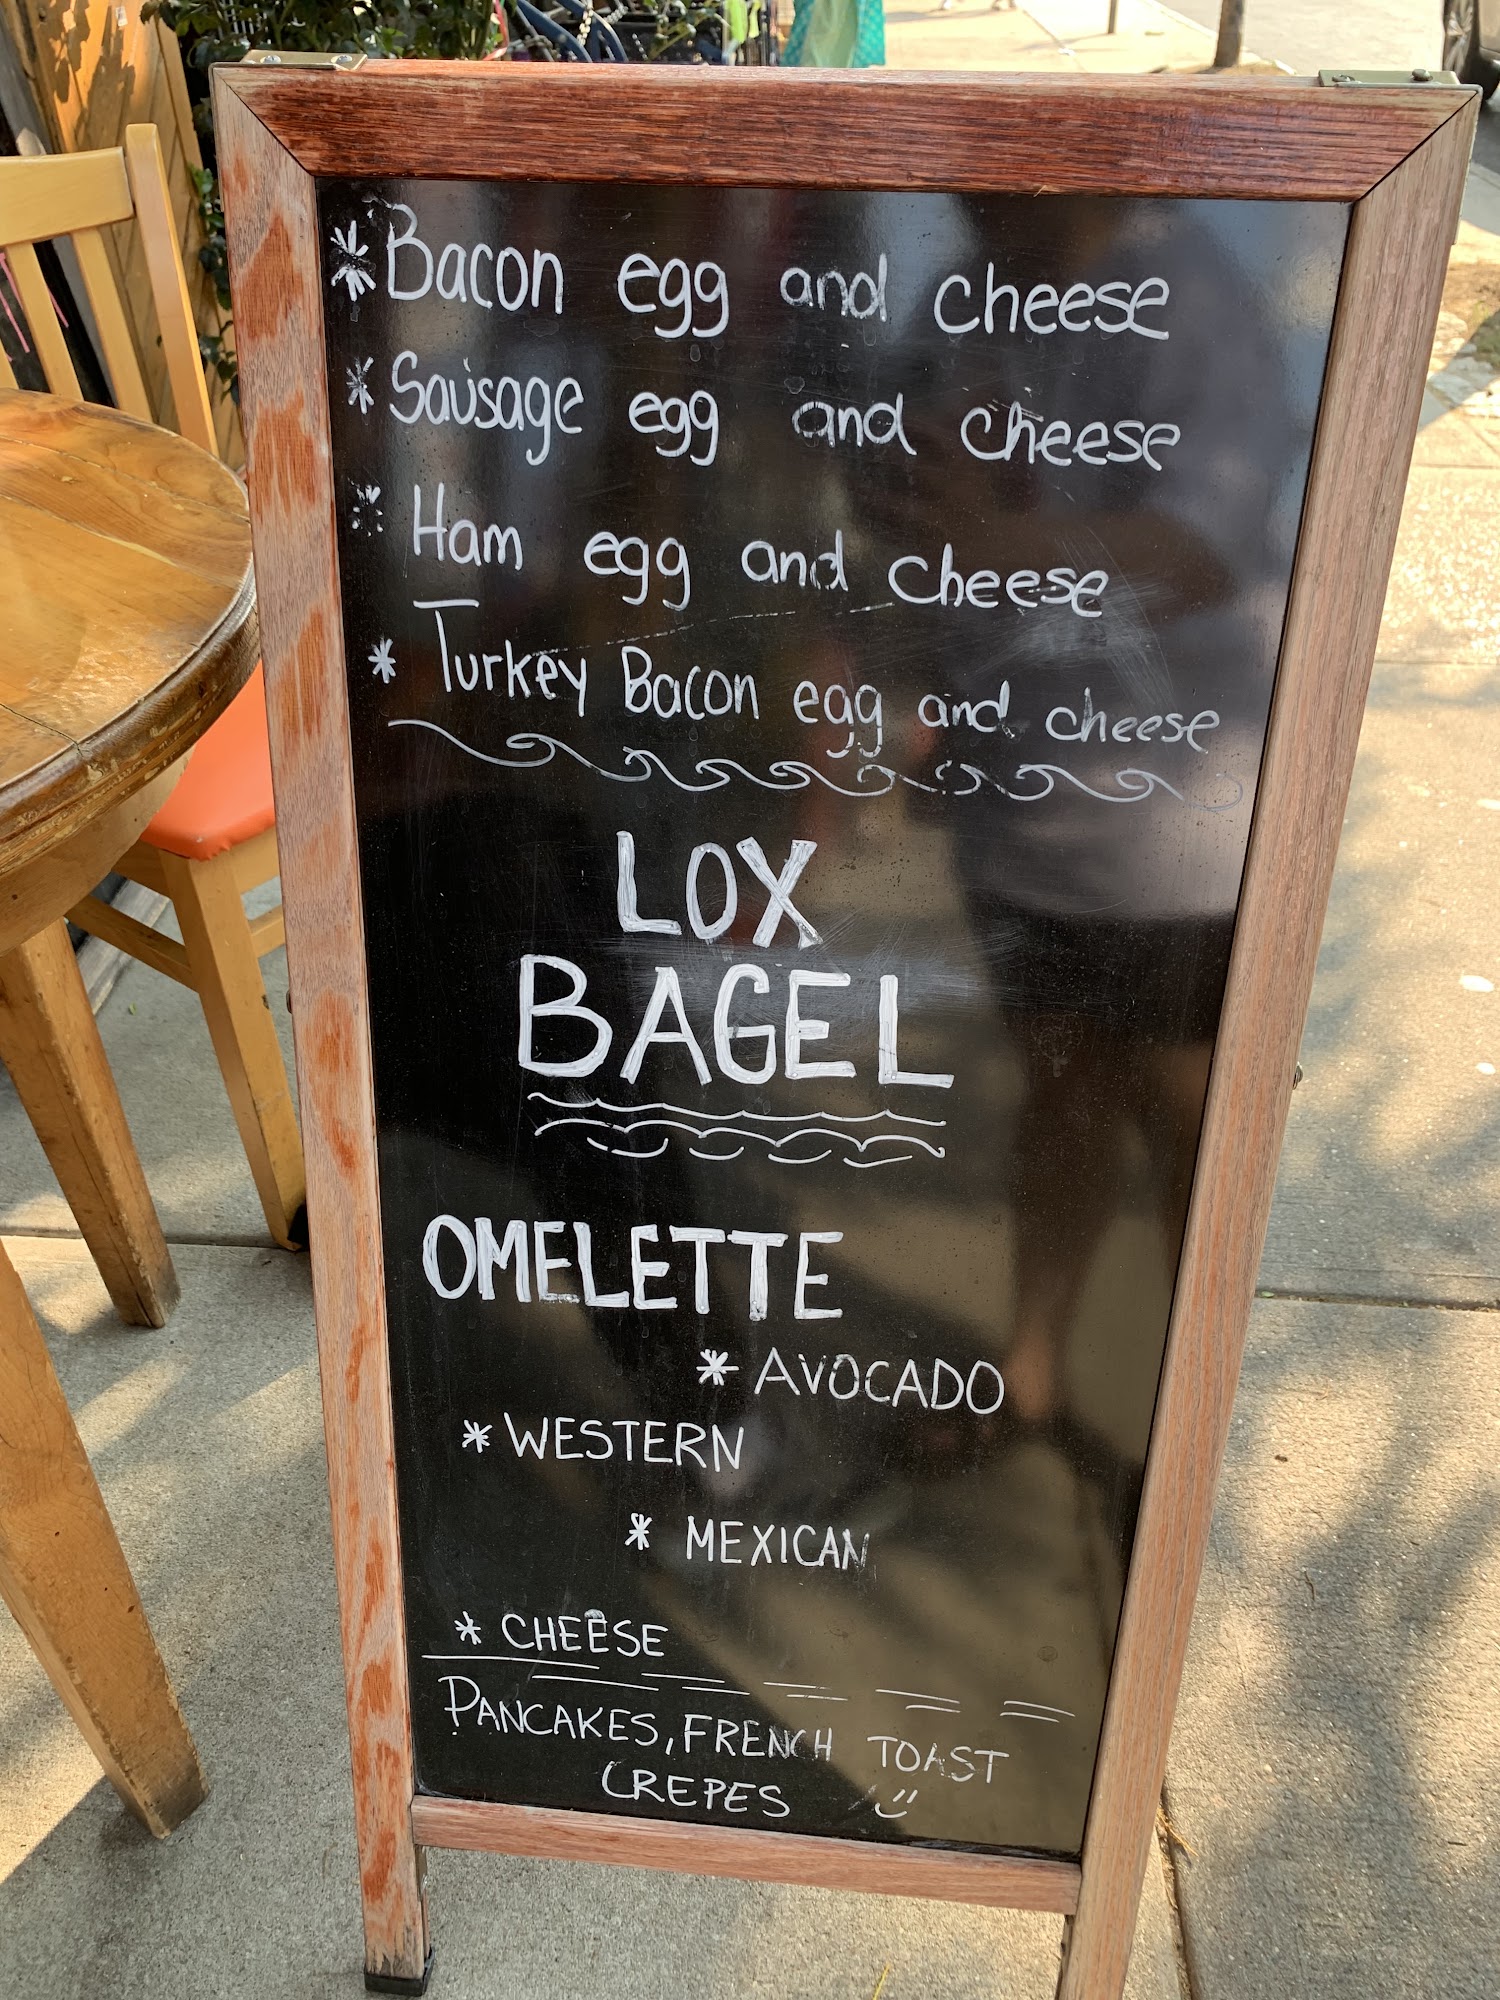 * Bacon egg and cheese
* Sausage egg and cheese
* Ham egg and cheese
* Turkey Bacon egg and cheese
LOX
BAGEL
OMELETTE
* AVOCADO
* WESTERN
* MEXICAN
* CHEESE
PANCAKES, FRENCH TOAST
CREPES